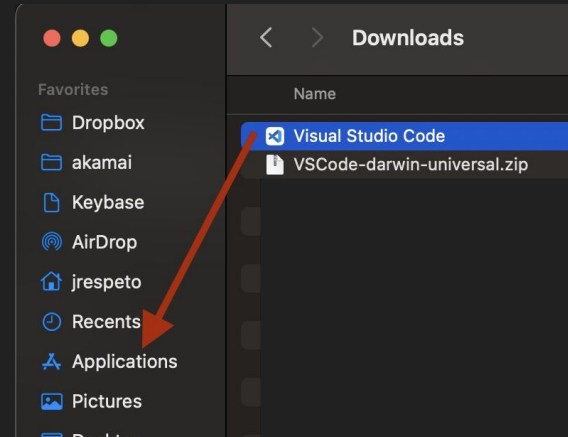 Downloads
Favorites
Dropbox
akamai
Keybase
AirDrop
jrespeto
Recents
Applications
Pictures
Name
Visual Studio Code
VSCode-darwin-universal.zip